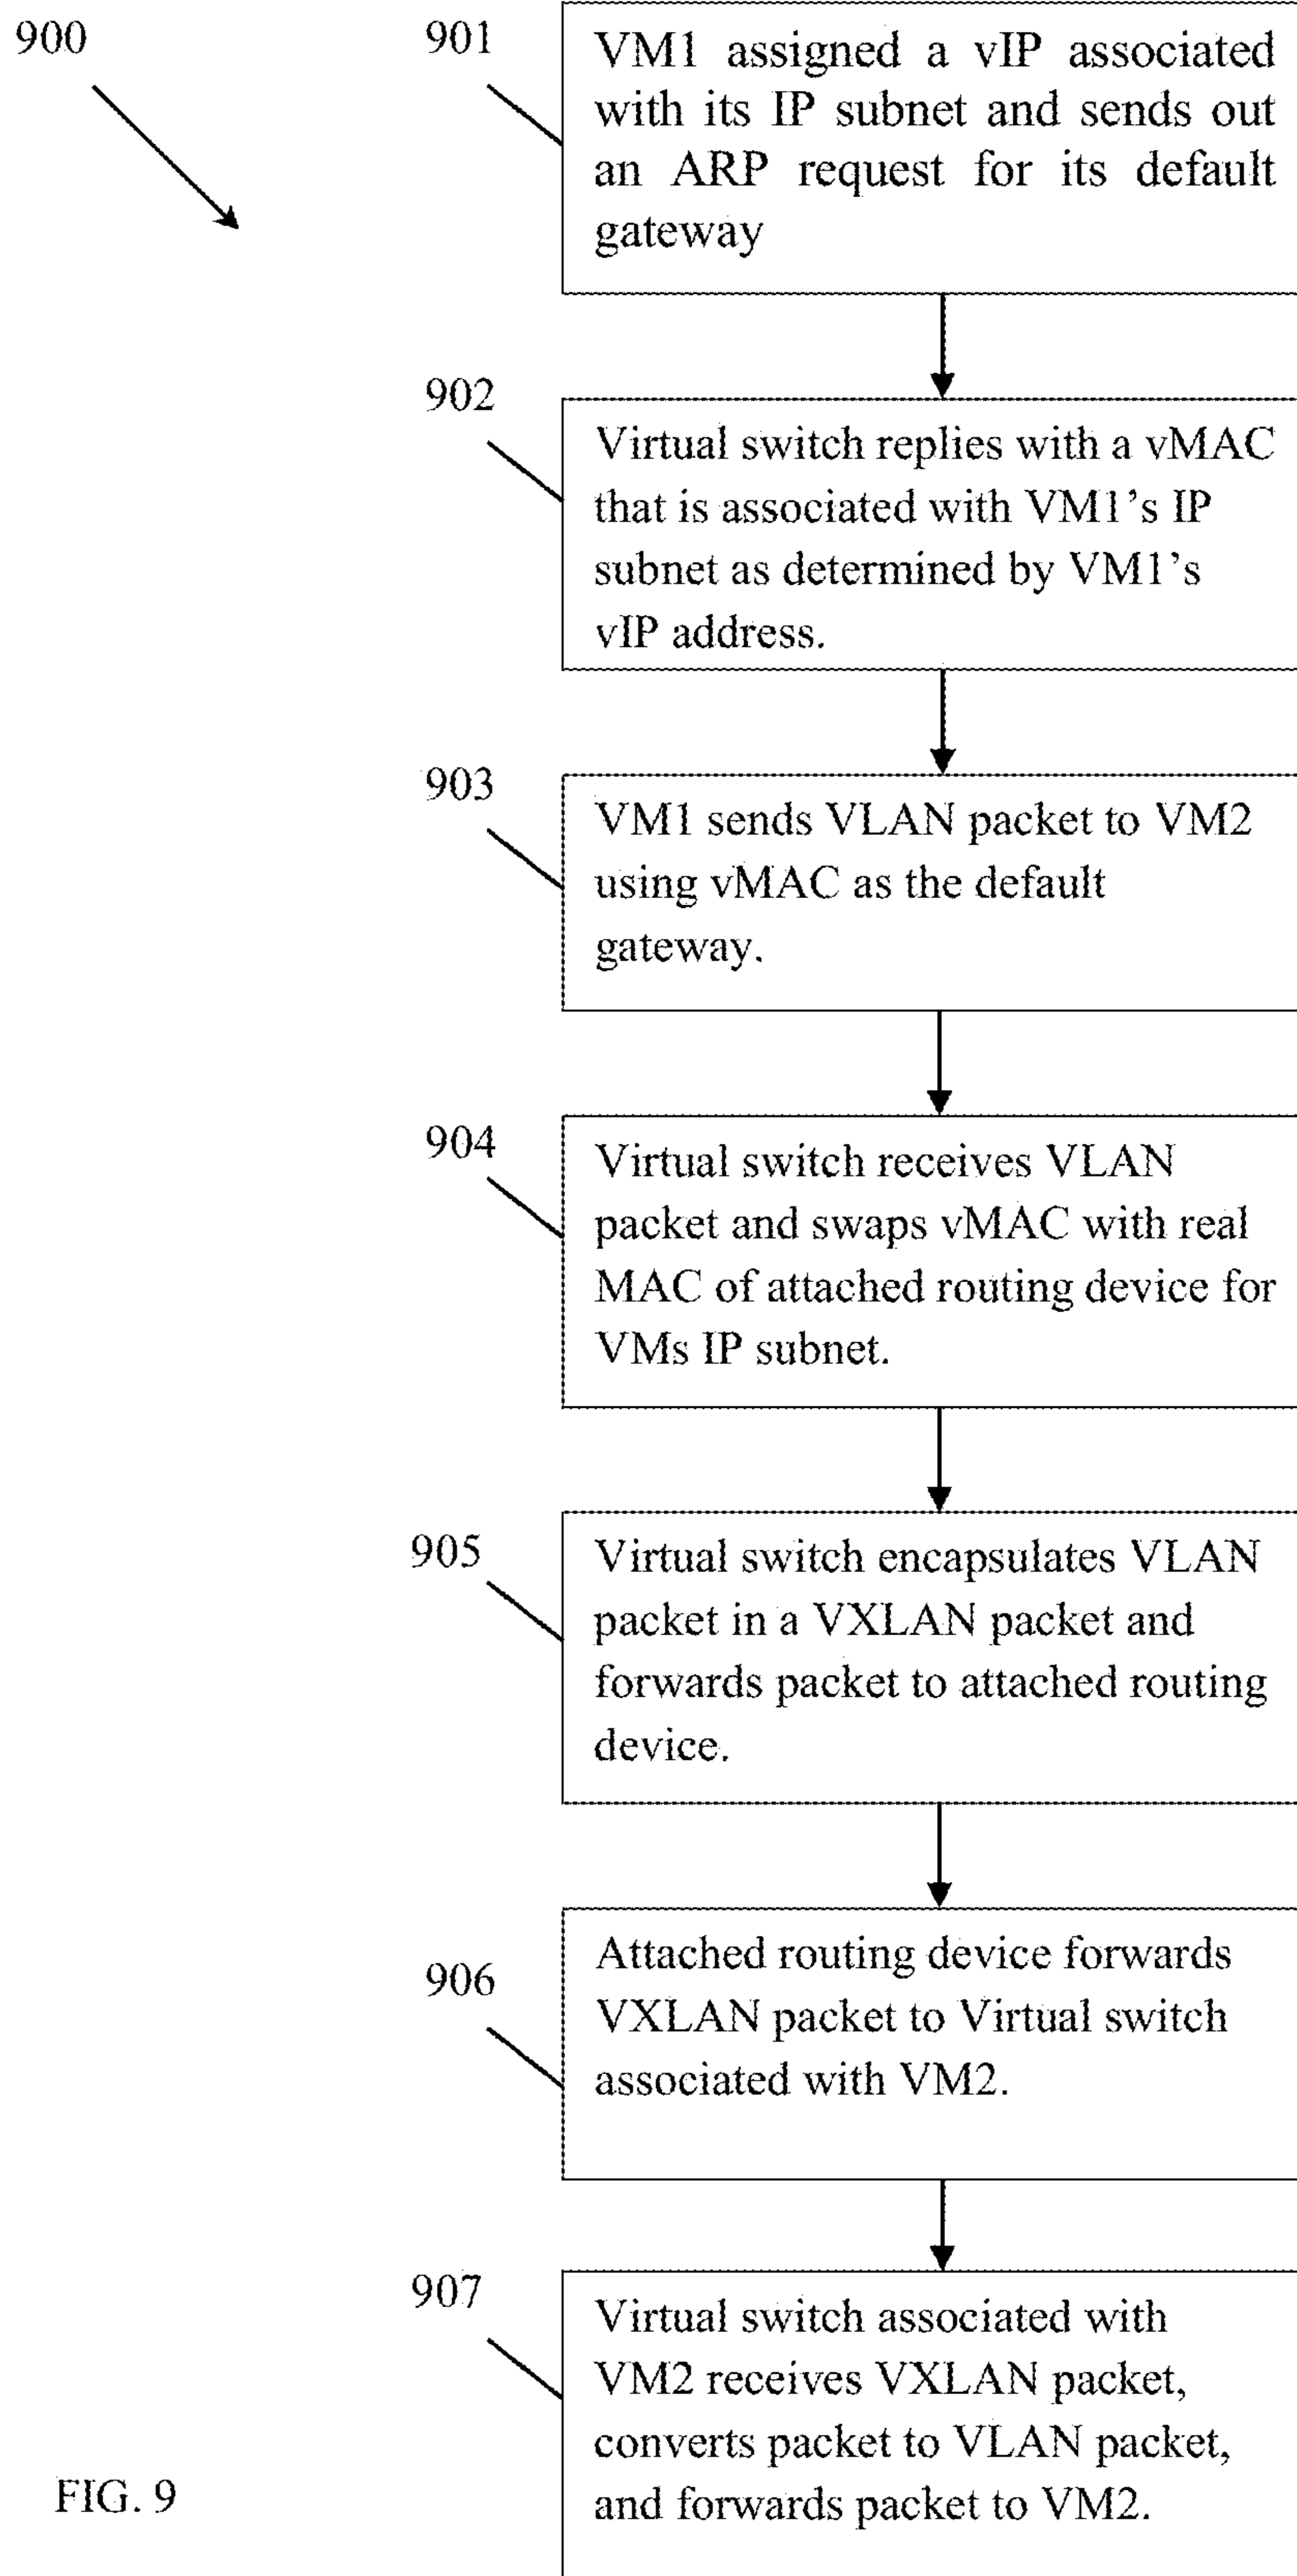 900
901
VM1 assigned a vIP associated
with its IP subnet and sends out
an ARP request for its default
gateway
902
Virtual switch replies with a vMAC
that is associated with VM1’s IP
subnet as determined by VM1’s
vIP address.
903
VM1 sends VLAN packet to VM2
using vMAC as the default
gateway.
904
Virtual switch receives VLAN
packet and swaps vMAC with real
MAC of attached routing device for
VMs IP subnet.
905
Virtual switch encapsulates VLAN
packet in a VXLAN packet and
forwards packet to attached routing
device.
906
Attached routing device forwards
VXLAN packet to Virtual switch
associated with VM2.
907
Virtual switch associated with
VM2 receives VXLAN packet,
converts packet to VLAN packet,
and forwards packet to VM2.
FIG. 9